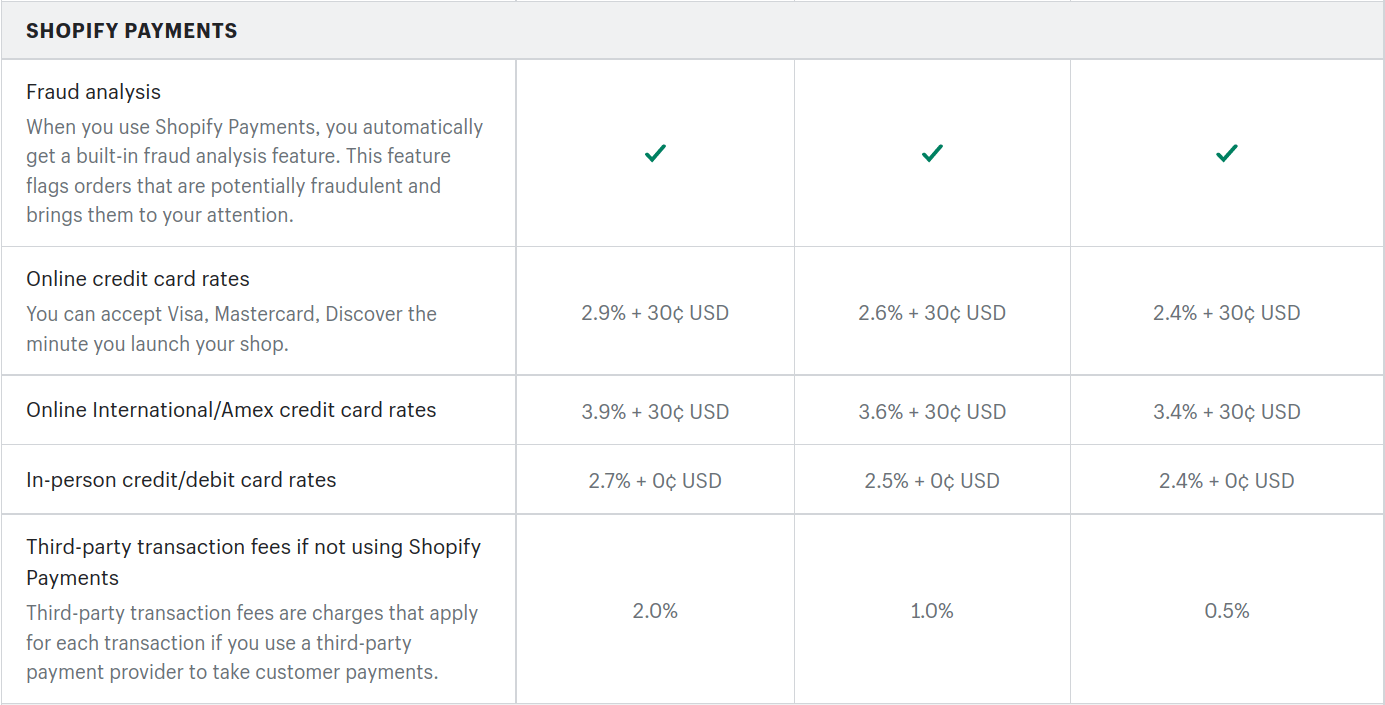 SHOPIFY PAYMENTS
Fraud analysis
When you use Shopify Payments, you automatically
get a built-in fraud analysis feature. This feature
flags orders that are potentially fraudulent and
brings them to your attention.
Online credit card rates
You can accept Visa, Mastercard, Discover the
minute you launch your shop.
2.9% + 30¢ USD
2.6% + 30¢ USD
2.4% + 30¢ USD
Online International/Amex credit card rates
3.9% + 30¢ USD
3.6% + 30¢ USD
3.4% + 30¢ USD
In-person credit/debit card rates
2.7% + 0¢ USD
2.5% + 0¢ USD
2.4% + 0¢ USD
Third-party transaction fees if not using Shopify
Payments
Third-party transaction fees are charges that apply
for each transaction if you use a third-party
payment provider to take customer payments.
2.0%
1.0%
0.5%